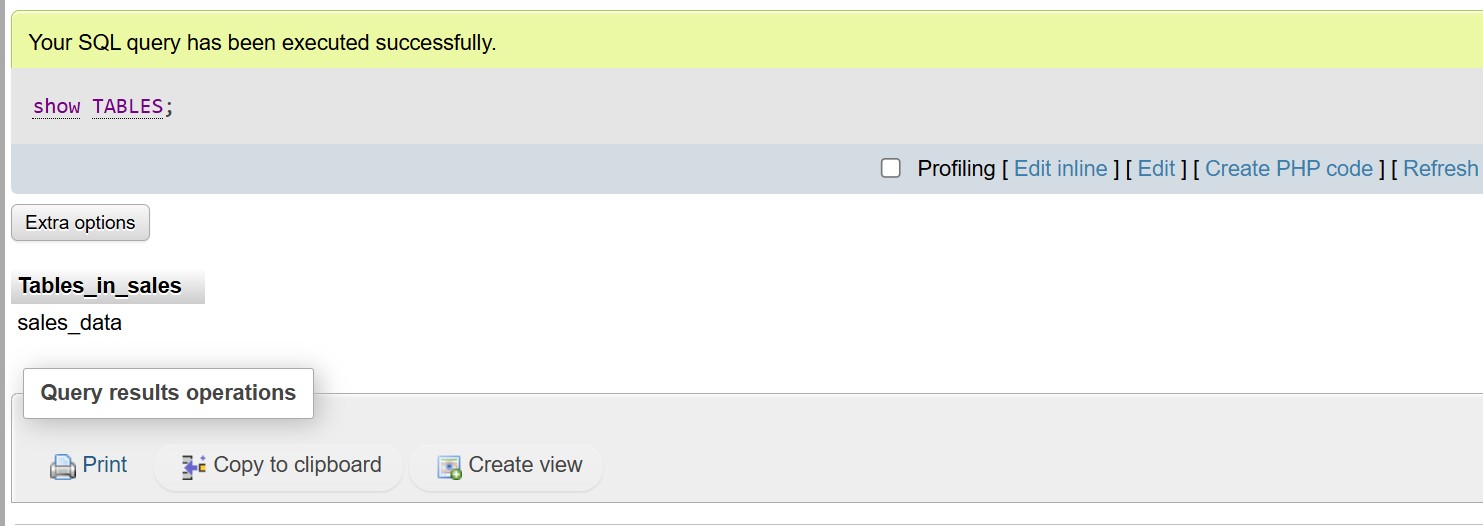 Your SQL query has been executed successfully.
show TABLES;
Profiling [ Edit inline ] [ Edit ] [ Create PHP code ] [ Refresh
Extra options
Tables_in_sales
sales_data
Query results operations
Print Copy to clipboard Create view